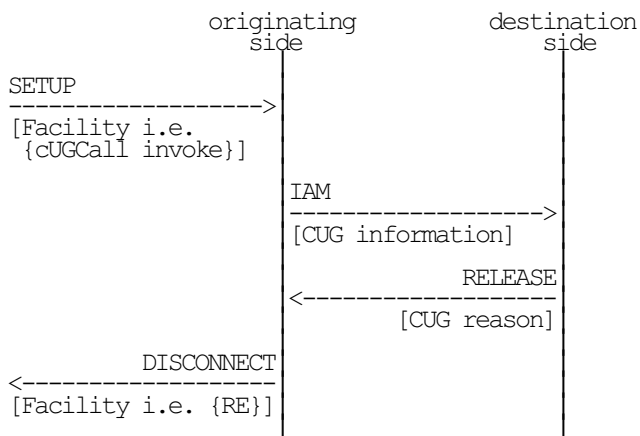 originating destination
side side
SETUP
------------------->
[Facility i.e.
{cUGCall invoke}]
IAM
------------------->
[CUG information]
RELEASE
<-------------------
[CUG reason]
DISCONNECT
<-------------------
[Facility i.e. {RE}]